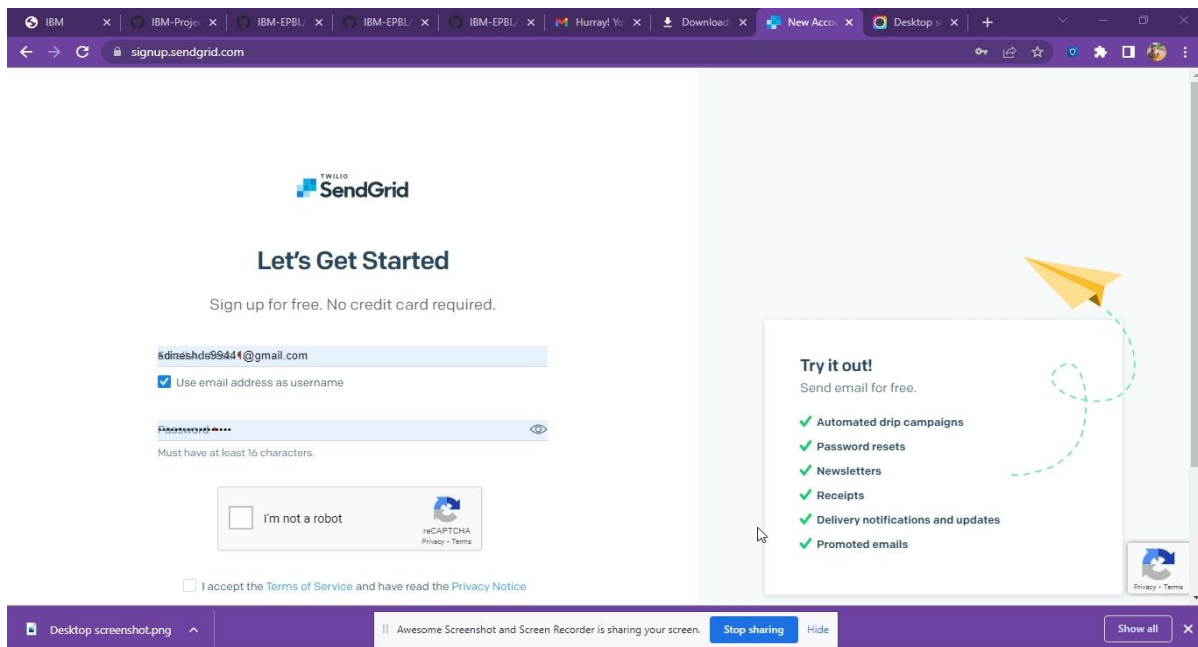 IBM
IBM-Projec
IBM-EPBL/
IBM-EPBL/
IBM-EPBL/
Hurray! Yo
Download
New Accou
Desktop s
signup.sendgrid.com
TWILIO
SendGrid
Let's Get Started
Sign up for free. No credit card required.
@gmail.com
Use email address as username
Password
Must have at least 16 characters.
I'm not a robot
reCAPTCHA
Privacy - Terms
I accept the Terms of Service and have read the Privacy Notice
Try it out!
Send email for free.
Automated drip campaigns
Password resets
Newsletters
Receipts
Delivery notifications and updates
Promoted emails
Privacy - Terms
Desktop screenshot.png
Awesome Screenshot and Screen Recorder is sharing your screen.
Stop sharing
Hide
Show all